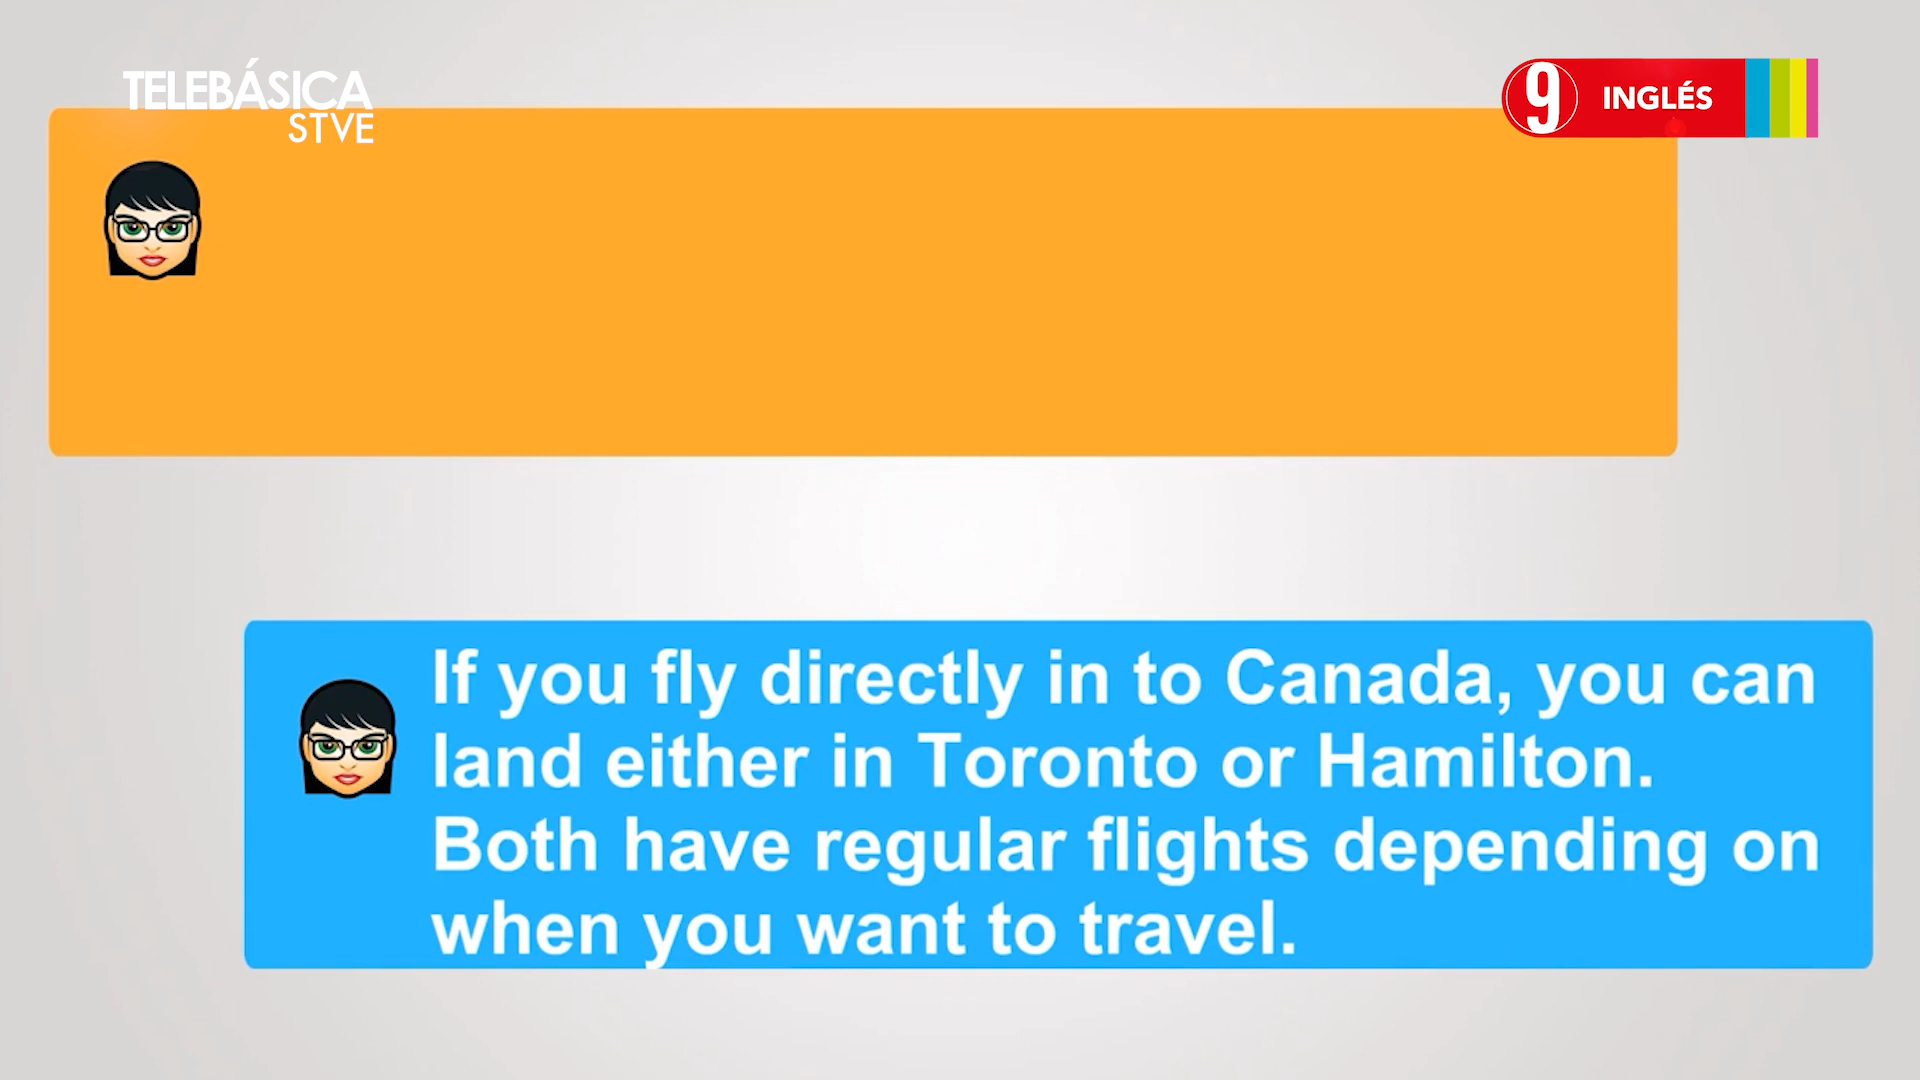 TELEBÁSICA
STVE
9 INGLÉS
If you fly directly in to Canada, you can
land either in Toronto or Hamilton.
Both have regular flights depending on
when you want to travel.